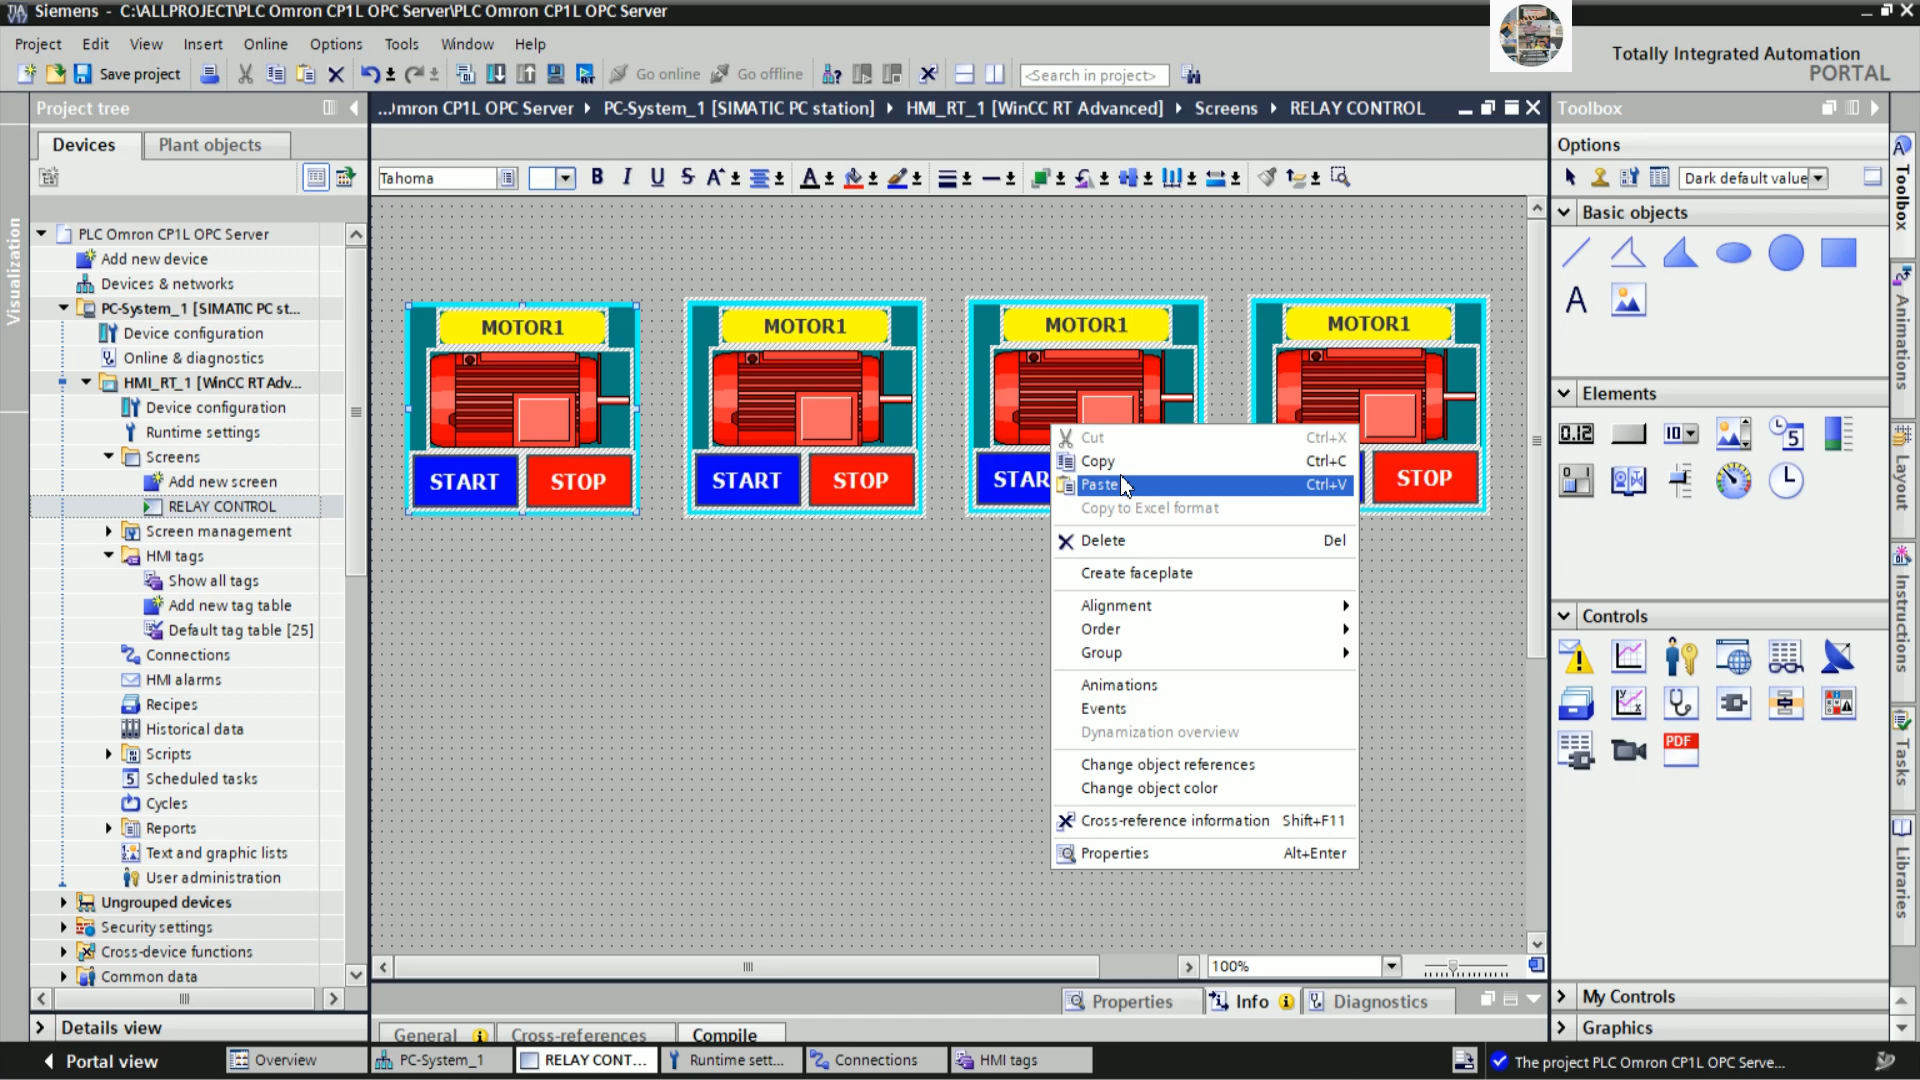 Siemens - C:\ALLPROJECT\PLC Omron CP1L OPC Server\PLC Omron CP1L OPC Server
Project Edit View Insert Online Options Tools Window Help
Totally Integrated Automation
PORTAL
Save project
Go online
Go offline
<Search in project>
Project tree
...Omron CP1L OPC Server
PC-System_1 [SIMATIC PC station]
HMI_RT_1 [WinCC RT Advanced]
Screens
RELAY CONTROL
Toolbox
Devices
Plant objects
Options
Tahoma
B I U S
Dark default value
Visualization
PLC Omron CP1L OPC Server
Add new device
Devices & networks
PC-System_1 [SIMATIC PC st...
Device configuration
Online & diagnostics
HMI_RT_1 [WinCC RT Adv...
Device configuration
Runtime settings
Screens
Add new screen
RELAY CONTROL
Screen management
HMI tags
Show all tags
Add new tag table
Default tag table [25]
Connections
HMI alarms
Recipes
Historical data
Scripts
Scheduled tasks
Cycles
Reports
Text and graphic lists
User administration
Ungrouped devices
Security settings
Cross-device functions
Common data
Details view
MOTOR1
START STOP
MOTOR1
START STOP
MOTOR1
STAR
MOTOR1
STOP
Cut Ctrl+X
Copy Ctrl+C
Paste Ctrl+V
Copy to Excel format
Delete Del
Create faceplate
Alignment
Order
Group
Animations
Events
Dynamization overview
Change object references
Change object color
Cross-reference information Shift+F11
Properties Alt+Enter
100%
Properties
Info
Diagnostics
General
Cross-references
Compile
Basic objects
A
Elements
0.12
10
5
Controls
PDF
My Controls
Graphics
Toolbox
Animations
Layout
Instructions
Tasks
Libraries
Portal view
Overview
PC-System_1
RELAY CONT...
Runtime sett...
Connections
HMI tags
The project PLC Omron CP1L OPC Serve...